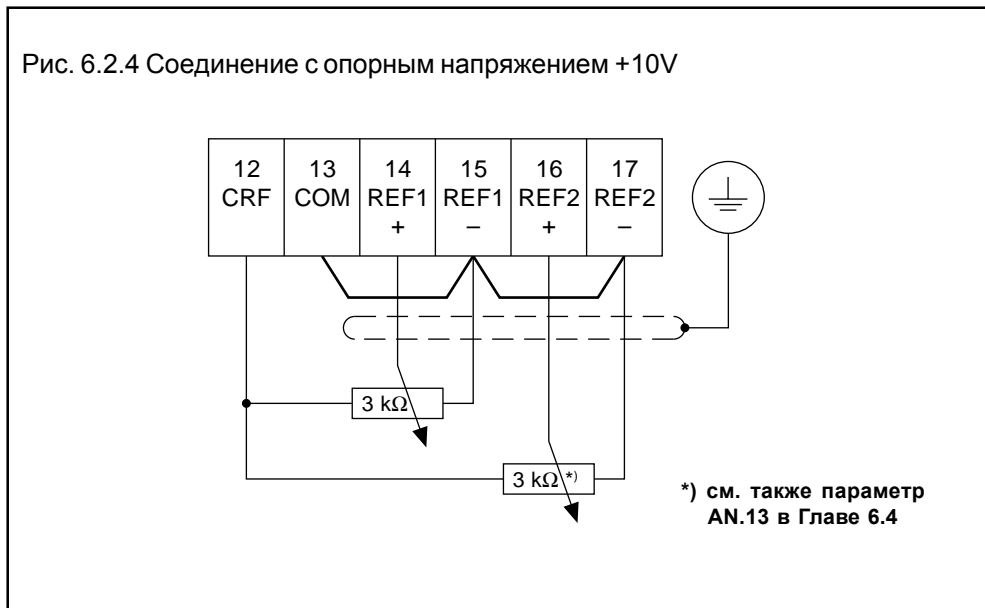 Рис. 6.2.4 Соединение с опорным напряжением +10V
12 13 14 15 16 17
CRF COM REF1 REF1 REF2 REF2
+ – + –
3 kΩ
3 kΩ *)
*) см. также параметр
AN.13 в Главе 6.4